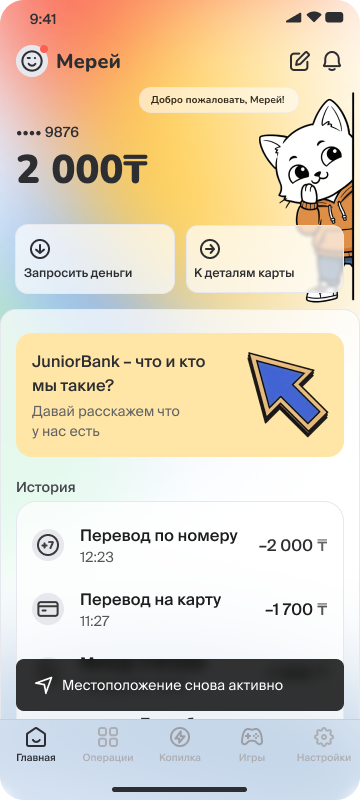 9:41
Мерей
Добро пожаловать, Мерей!
•••• 9876
2 000₸
Запросить деньги
К деталям карты
JuniorBank – что и кто
мы такие?
Давай расскажем что
у нас есть
История
+7
Перевод по номеру
–2 000 ₸
12:23
Перевод на карту
–1 700 ₸
11:27
Местоположение снова активно
Главная
Операции
Копилка
Игры
Настройки